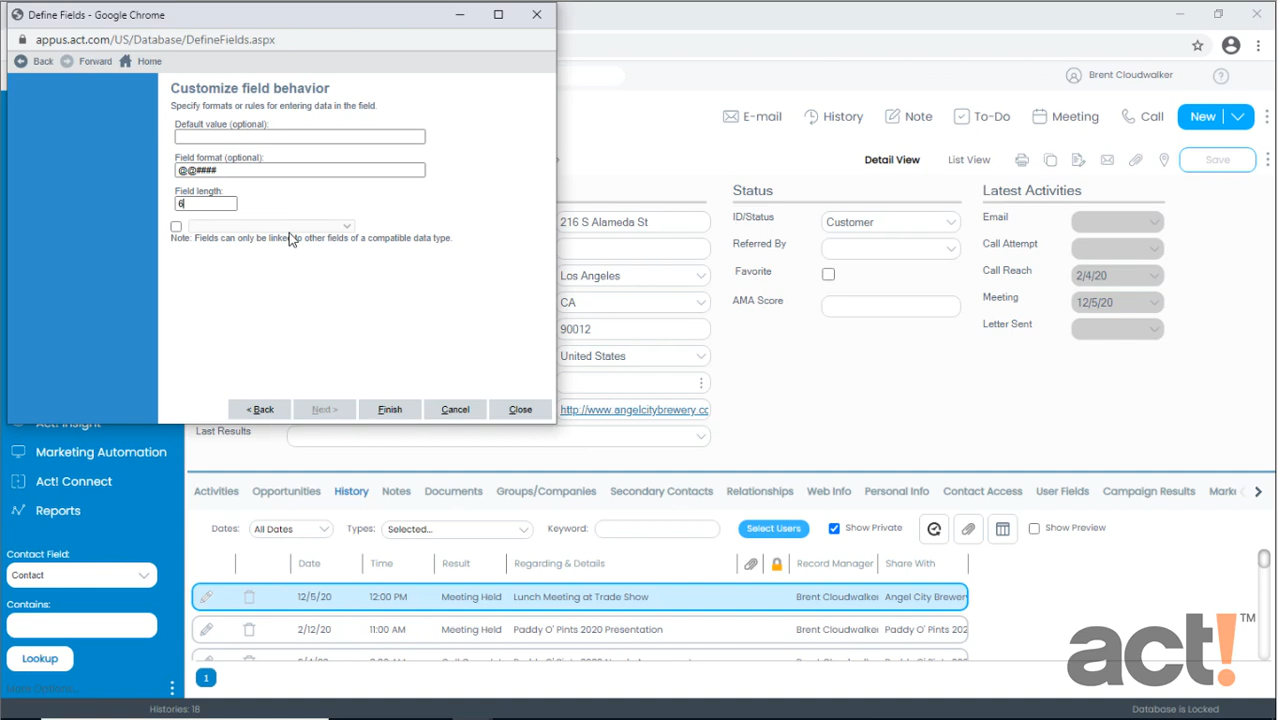 Define Fields - Google Chrome
appus.act.com/US/Database/DefineFields.aspx
Back Forward Home
Customize field behavior
Specify formats or rules for entering data in the field.
Default value (optional):
Field format (optional):
@@####
Field length:
6
Note: Fields can only be linked to other fields of a compatible data type.
< Back Next > Finish Cancel Close
Brent Cloudwalker ?
E-mail History Note To-Do Meeting Call New
Detail View List View Save
Status Latest Activities
216 S Alameda St ID/Status Customer Email
Referred By Call Attempt
Los Angeles Favorite Call Reach 2/4/20
CA AMA Score Meeting 12/5/20
90012 Letter Sent
United States
http://www.angelcitybrewery.cc
Last Results
Act! Insight
Marketing Automation
Act! Connect
Reports
Contact Field:
Contact
Contains:
Lookup
More Options...
Activities Opportunities History Notes Documents Groups/Companies Secondary Contacts Relationships Web Info Personal Info Contact Access User Fields Campaign Results Marke
Dates: All Dates Types: Selected... Keyword: Select Users Show Private Show Preview
Date Time Result Regarding & Details Record Manager Share With
12/5/20 12:00 PM Meeting Held Lunch Meeting at Trade Show Brent Cloudwalker Angel City Brewer
2/12/20 11:00 AM Meeting Held Paddy O' Pints 2020 Presentation Brent Cloudwalker Paddy O' Pints 202
1
act! TM
Histories: 18 Database is Locked